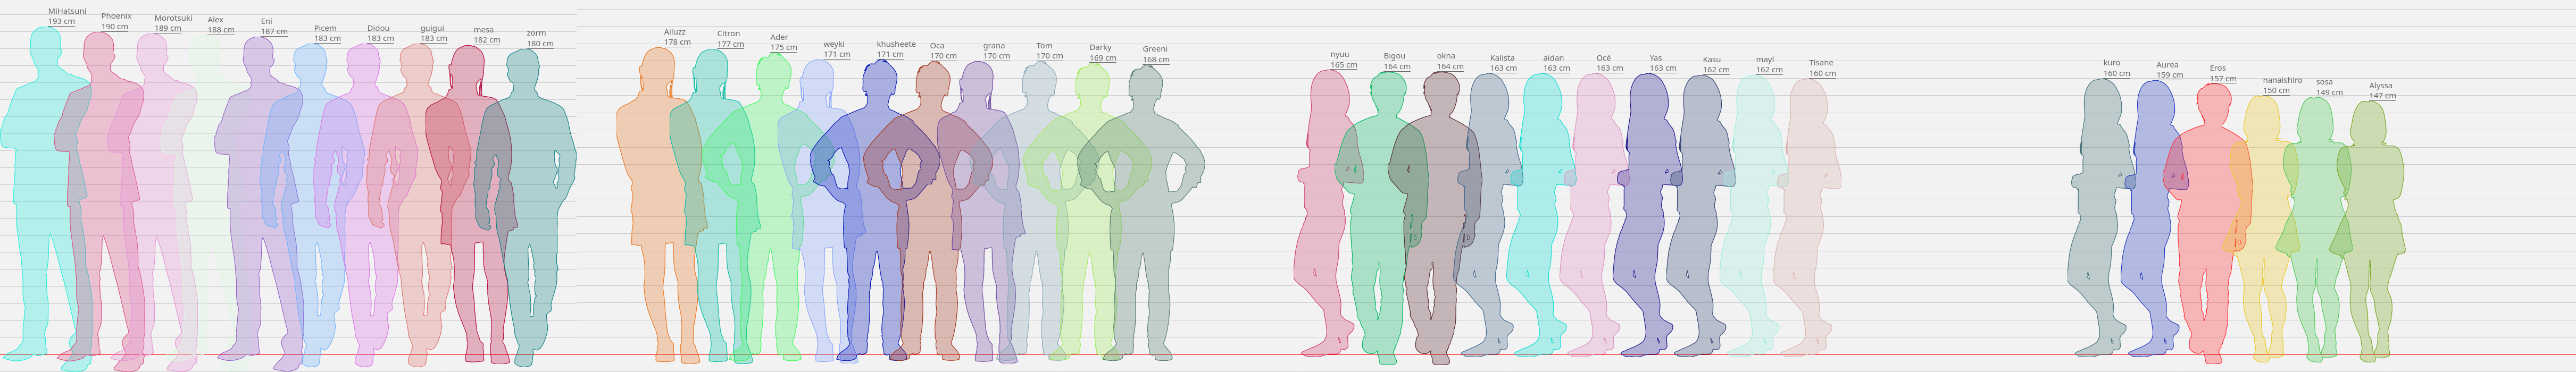 MiHatsuni
193 cm
Phoenix
190 cm
Morotsuki
189 cm
Alex
188 cm
Eni
187 cm
Picem
183 cm
Didou
183 cm
guigui
183 cm
mesa
182 cm
zorm
180 cm
Ailuzz
178 cm
Citron
177 cm
Ader
175 cm
weyki
171 cm
khusheete
171 cm
Oca
170 cm
grana
170 cm
Tom
170 cm
Darky
169 cm
Greeni
168 cm
nyuu
165 cm
Bigou
164 cm
okna
164 cm
Kalista
163 cm
aidan
163 cm
Océ
163 cm
Yas
163 cm
Kasu
162 cm
mayl
162 cm
Tisane
160 cm
kuro
160 cm
Aurea
159 cm
Eros
157 cm
nanaishiro
150 cm
sosa
149 cm
Alyssa
147 cm